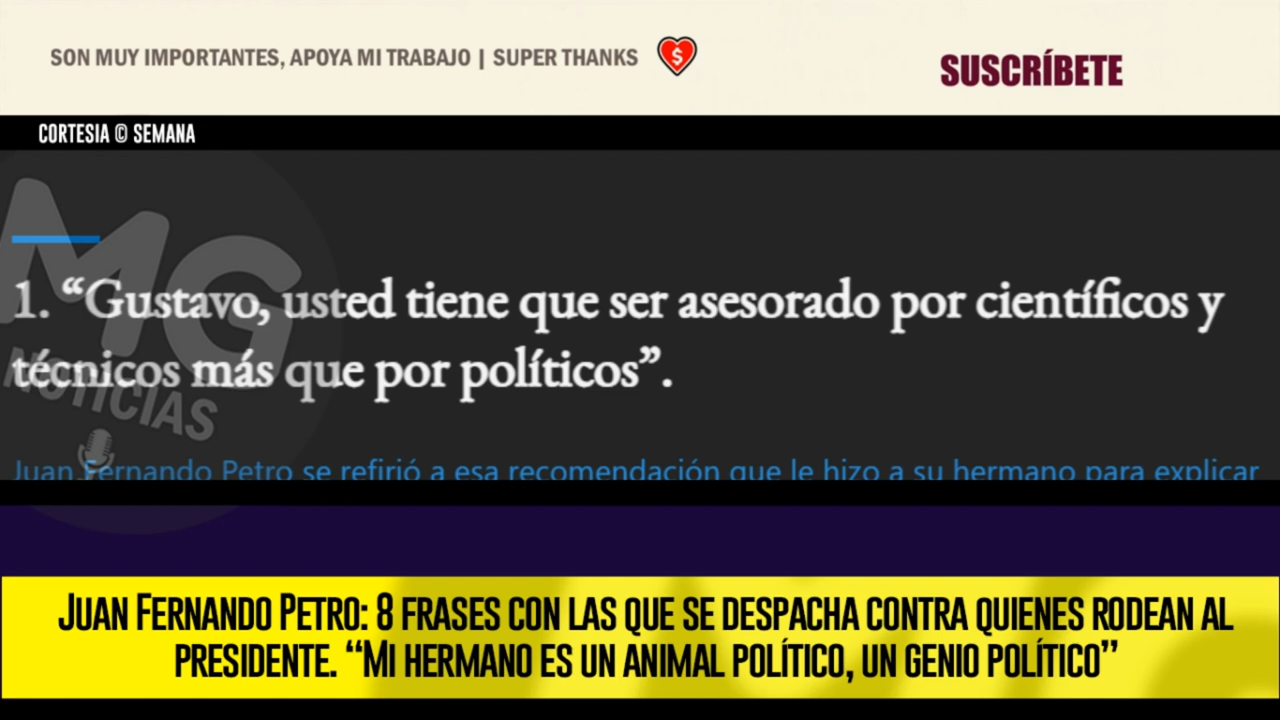 SON MUY IMPORTANTES, APOYA MI TRABAJO | SUPER THANKS $
SUSCRÍBETE
CORTESIA © SEMANA
1. “Gustavo, usted tiene que ser asesorado por científicos y
técnicos más que por políticos”.
MG
NOTICIAS
Juan Fernando Petro se refirió a esa recomendación que le hizo a su hermano para explicar
JUAN FERNANDO PETRO: 8 FRASES CON LAS QUE SE DESPACHA CONTRA QUIENES RODEAN AL
PRESIDENTE. “MI HERMANO ES UN ANIMAL POLÍTICO, UN GENIO POLÍTICO”